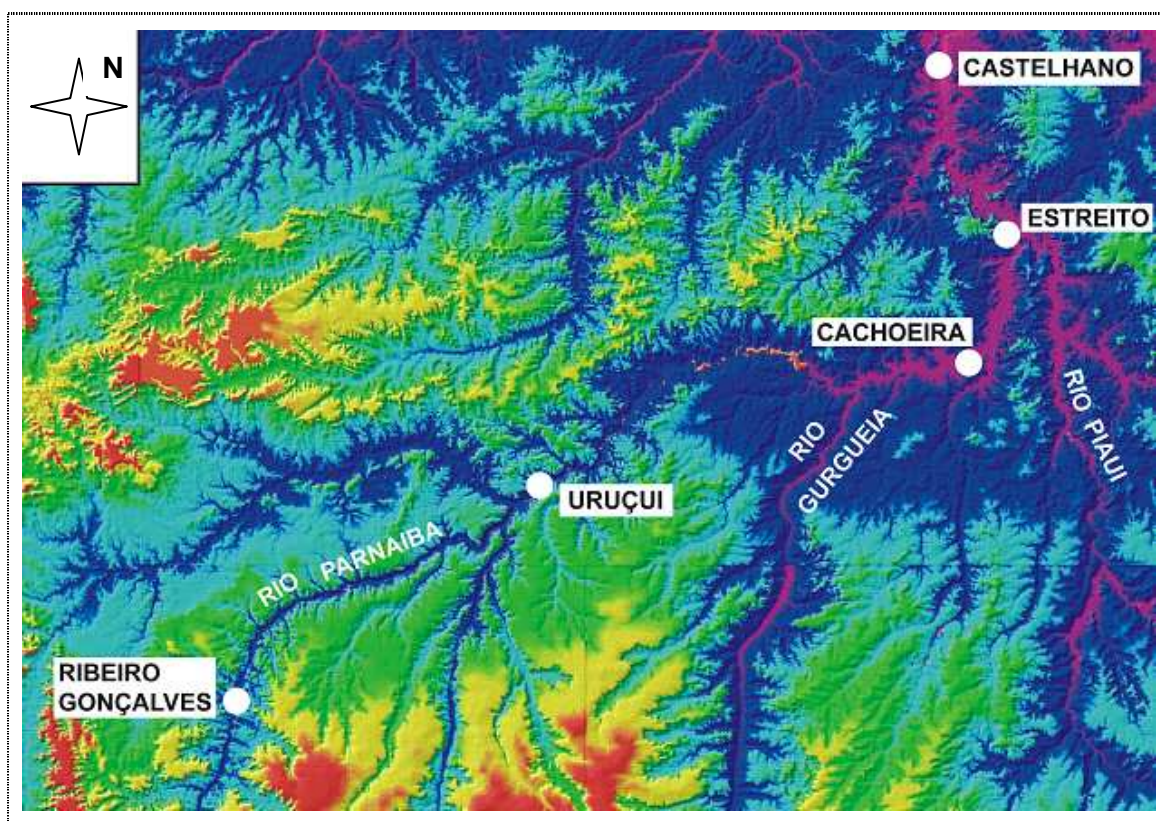 N
CASTELHANO
ESTREITO
CACHOEIRA
RIO
GURGUEIA
RIO PIAUI
URUÇUI
RIO PARNAIBA
RIBEIRO
GONÇALVES